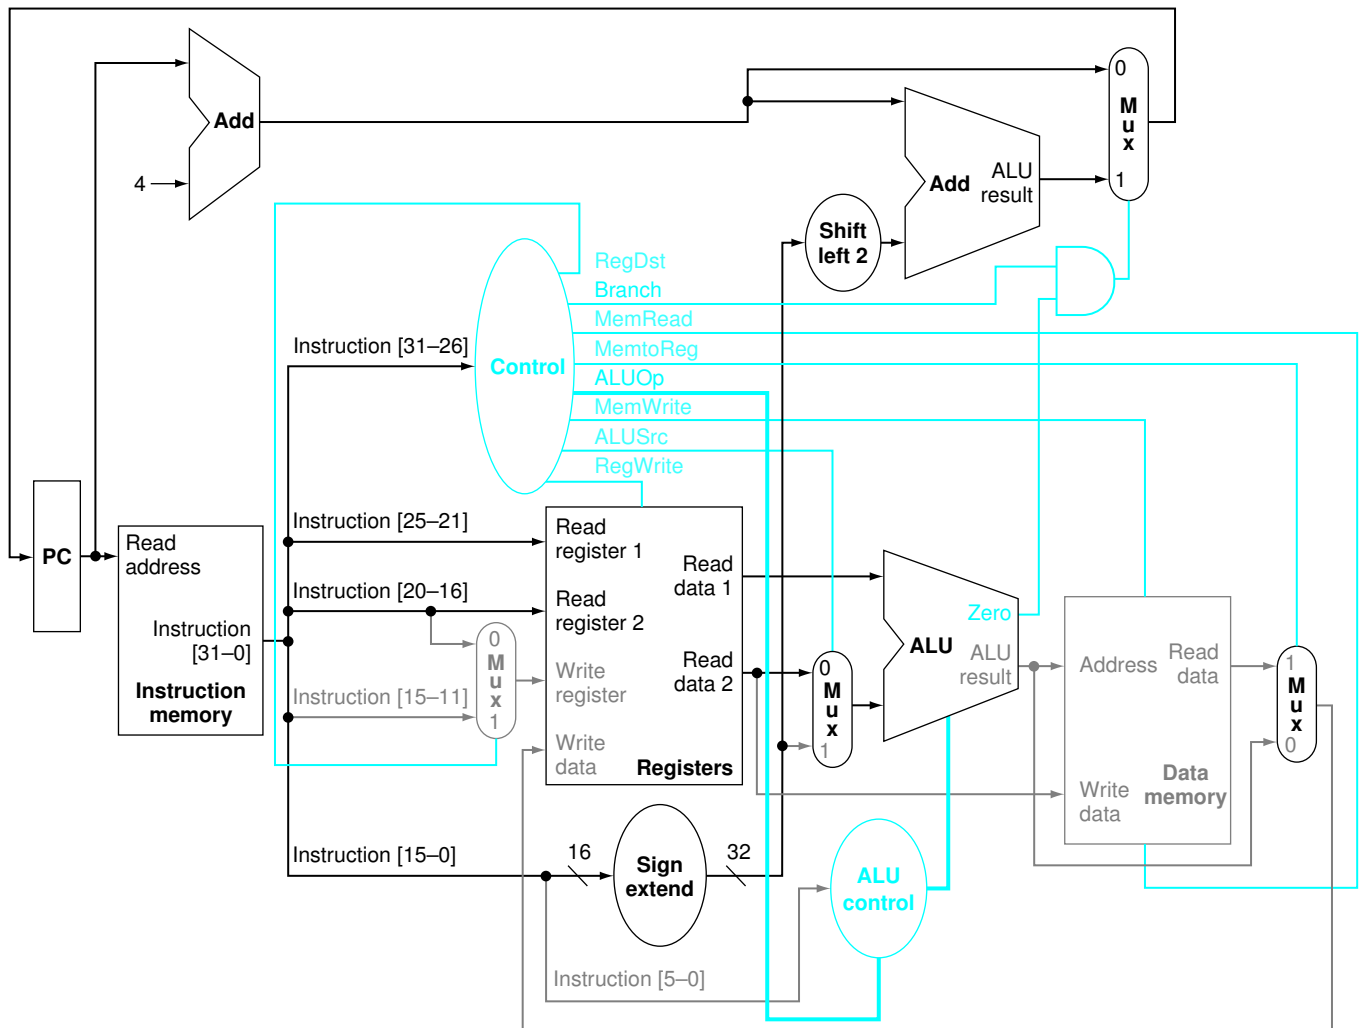 0
M
u
x
1
Add
4
Add
ALU
result
Shift
left 2
RegDst
Branch
MemRead
MemtoReg
ALUOp
MemWrite
ALUSrc
RegWrite
Control
Instruction [31–26]
Instruction [25–21]
Instruction [20–16]
Instruction [15–11]
Instruction [15–0]
Instruction [5–0]
PC
Read
address
Instruction
[31–0]
Instruction
memory
0
M
u
x
1
Read
register 1
Read
register 2
Write
register
Write
data
Read
data 1
Read
data 2
Registers
0
M
u
x
1
Zero
ALU
ALU
result
Address
Read
data
Write
data
Data
memory
1
M
u
x
0
16
Sign
extend
32
ALU
control